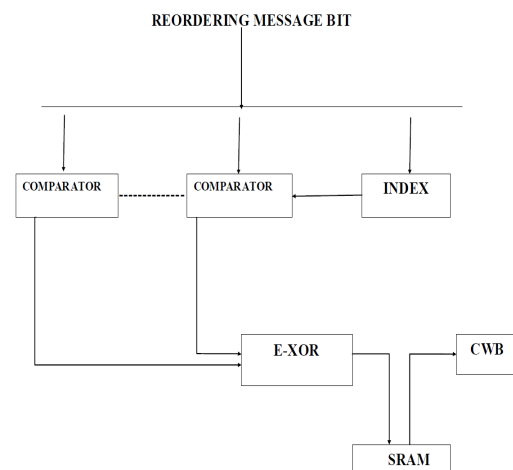 REORDERING MESSAGE BIT
COMPARATOR
COMPARATOR
INDEX
E-XOR
CWB
SRAM